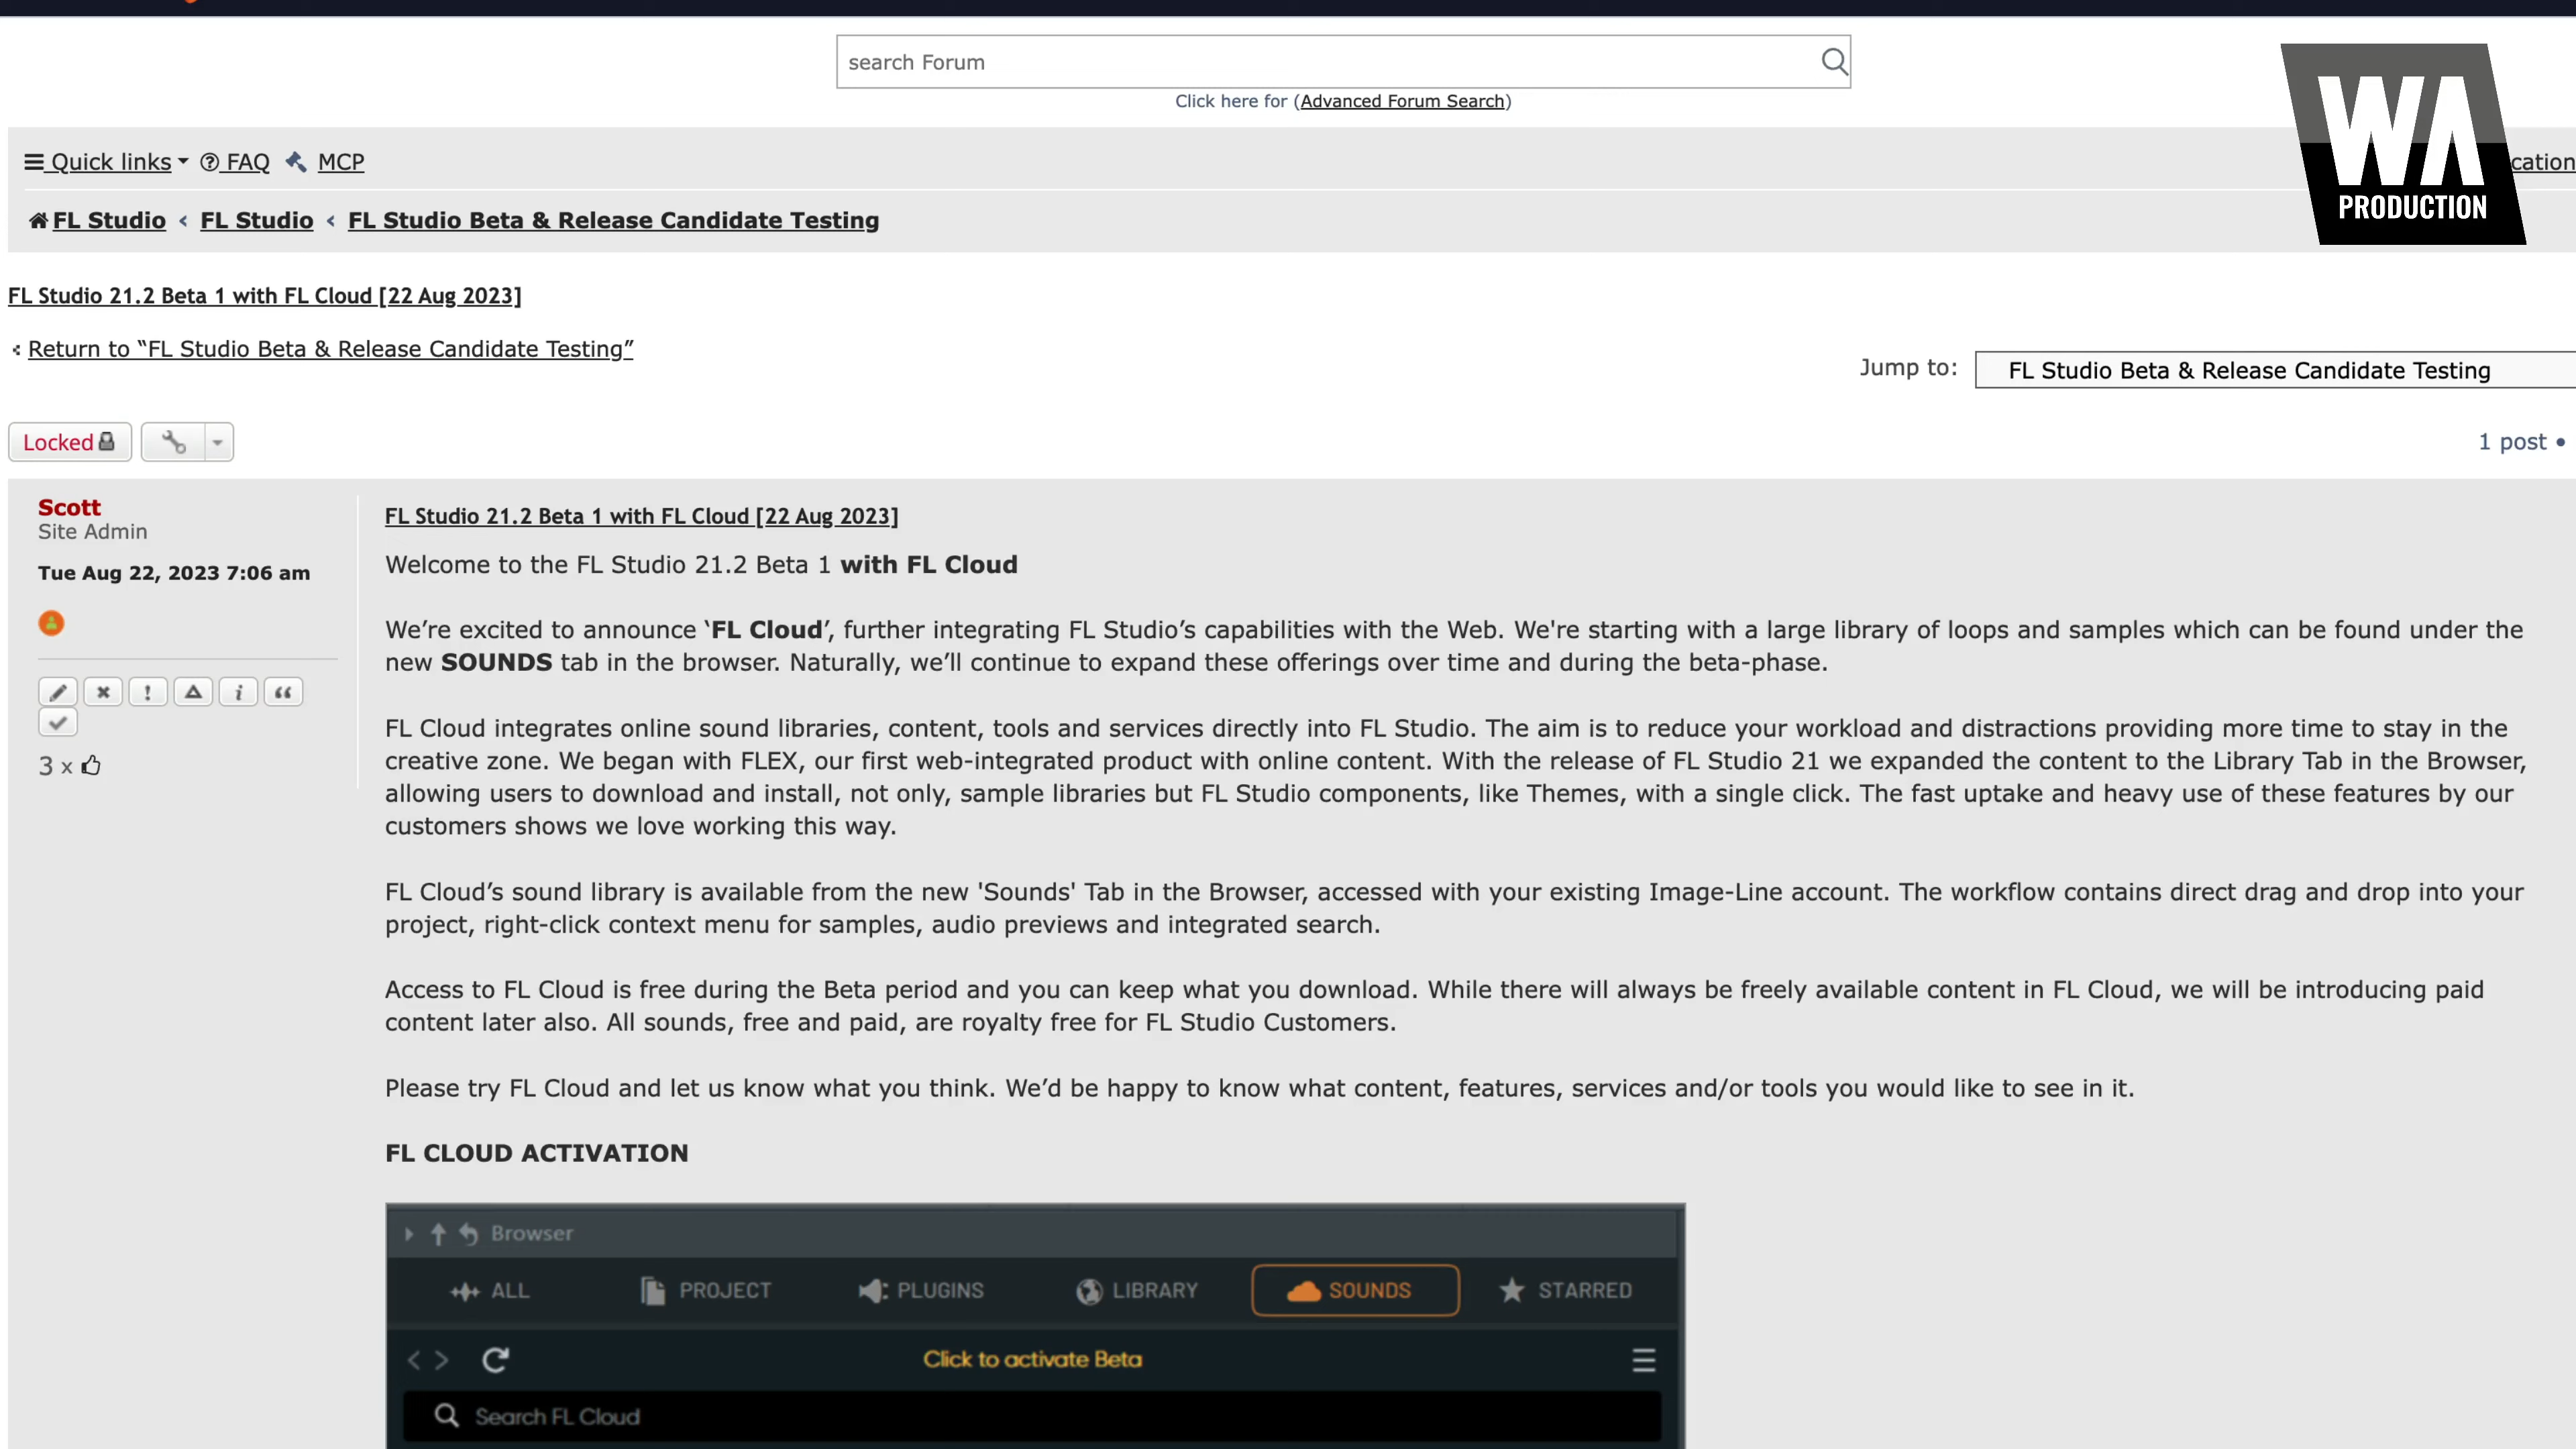 search Forum
Click here for (Advanced Forum Search)
WA
PRODUCTION
Quick links FAQ MCP
cation
FL Studio ‹ FL Studio ‹ FL Studio Beta & Release Candidate Testing
FL Studio 21.2 Beta 1 with FL Cloud [22 Aug 2023]
Return to “FL Studio Beta & Release Candidate Testing”
Jump to: FL Studio Beta & Release Candidate Testing
Locked
1 post •
Scott
Site Admin
Tue Aug 22, 2023 7:06 am
3 x
FL Studio 21.2 Beta 1 with FL Cloud [22 Aug 2023]
Welcome to the FL Studio 21.2 Beta 1 with FL Cloud
We’re excited to announce ‘FL Cloud’, further integrating FL Studio’s capabilities with the Web. We're starting with a large library of loops and samples which can be found under the
new SOUNDS tab in the browser. Naturally, we’ll continue to expand these offerings over time and during the beta-phase.
FL Cloud integrates online sound libraries, content, tools and services directly into FL Studio. The aim is to reduce your workload and distractions providing more time to stay in the
creative zone. We began with FLEX, our first web-integrated product with online content. With the release of FL Studio 21 we expanded the content to the Library Tab in the Browser,
allowing users to download and install, not only, sample libraries but FL Studio components, like Themes, with a single click. The fast uptake and heavy use of these features by our
customers shows we love working this way.
FL Cloud’s sound library is available from the new 'Sounds' Tab in the Browser, accessed with your existing Image-Line account. The workflow contains direct drag and drop into your
project, right-click context menu for samples, audio previews and integrated search.
Access to FL Cloud is free during the Beta period and you can keep what you download. While there will always be freely available content in FL Cloud, we will be introducing paid
content later also. All sounds, free and paid, are royalty free for FL Studio Customers.
Please try FL Cloud and let us know what you think. We’d be happy to know what content, features, services and/or tools you would like to see in it.
FL CLOUD ACTIVATION
Browser
ALL PROJECT PLUGINS LIBRARY SOUNDS STARRED
Click to activate Beta
Search FL Cloud